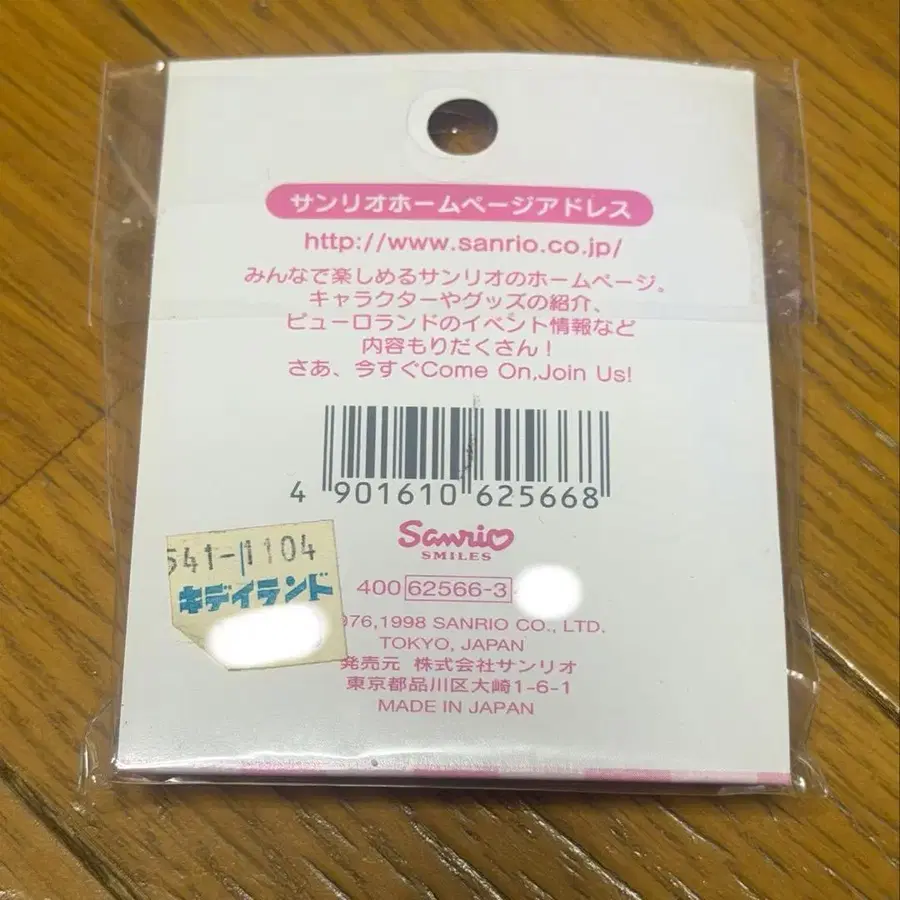 サンリオホームページアドレス
http://www.sanrio.co.jp/
みんなで楽しめるサンリオのホームページ。
キャラクターやグッズの紹介、
ピューロランドのイベント情報など
内容もりだくさん！
さあ、今すぐCome On,Join Us!
4 901610 625668
Sanrio
SMILES
541-1104
キデイランド
400 62566-3
976,1998 SANRIO CO., LTD.
TOKYO, JAPAN
発売元 株式会社サンリオ
東京都品川区大崎1-6-1
MADE IN JAPAN